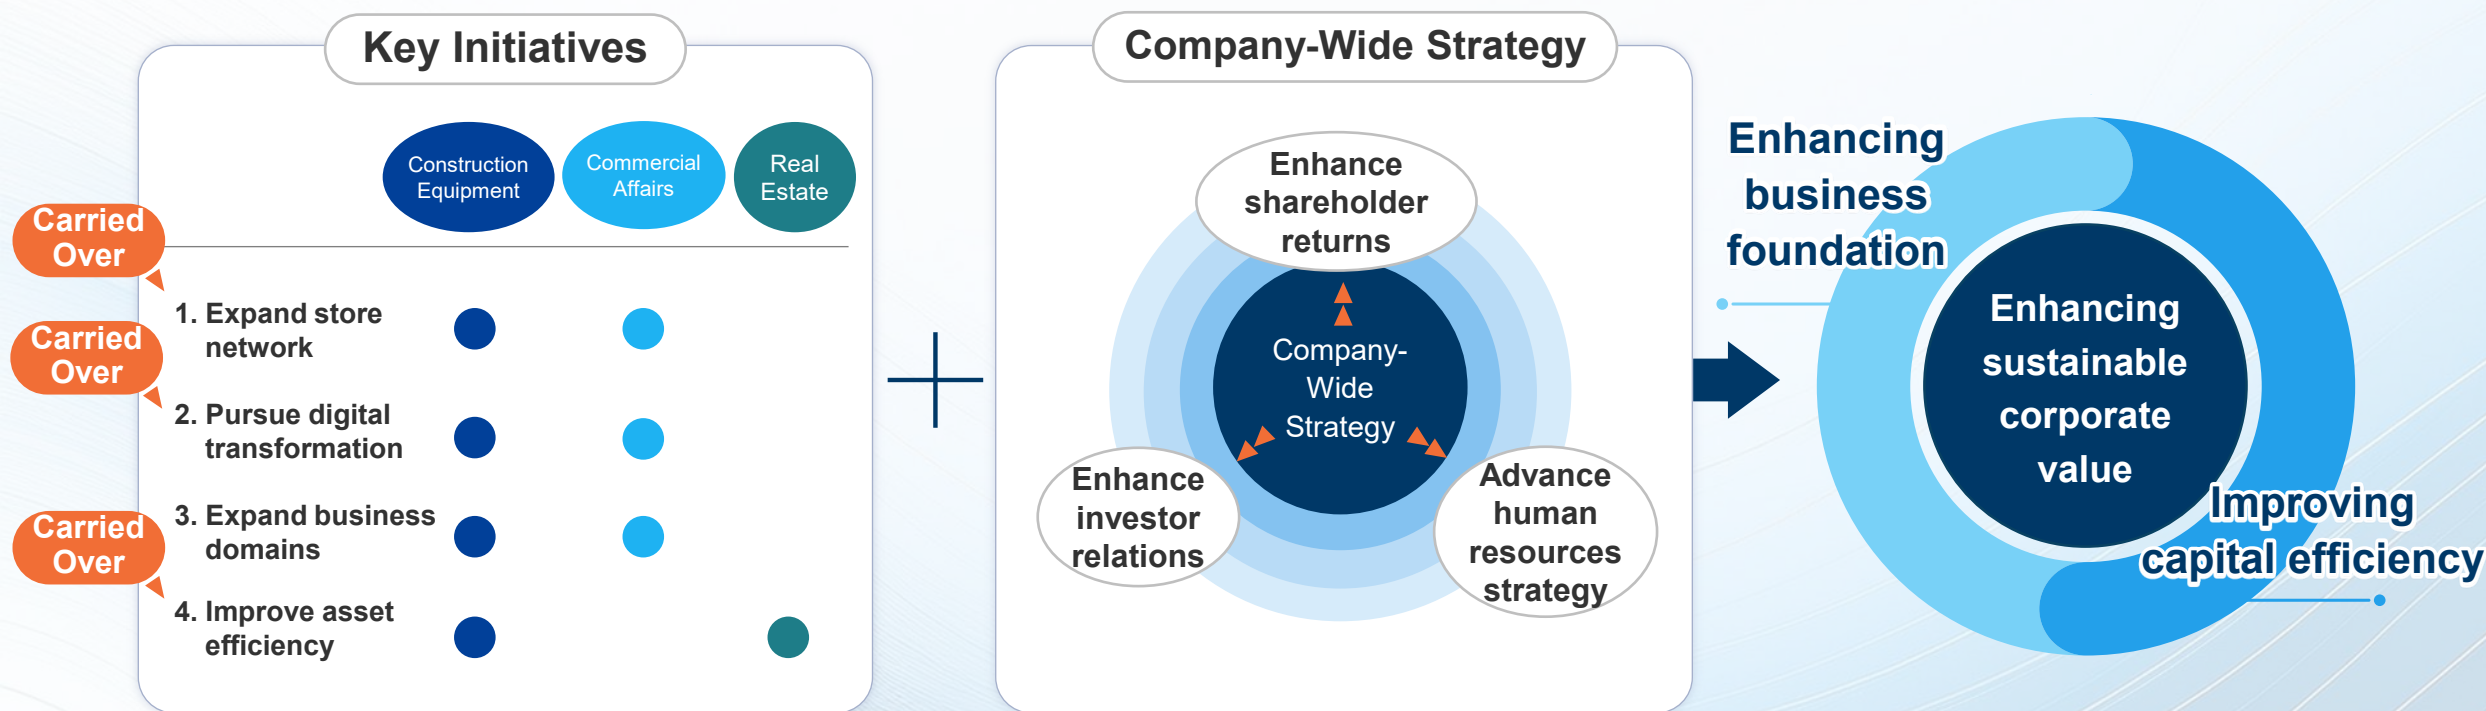 Key Initiatives
Construction
Equipment
Commercial
Affairs
Real
Estate
Carried
Over
1. Expand store
network
Carried
Over
2. Pursue digital
transformation
3. Expand business
domains
Carried
Over
4. Improve asset
efficiency
Company-Wide Strategy
Enhance
shareholder
returns
Company-
Wide
Strategy
Enhance
investor
relations
Advance
human
resources
strategy
Enhancing
business
foundation
Enhancing
sustainable
corporate
value
Improving
capital efficiency